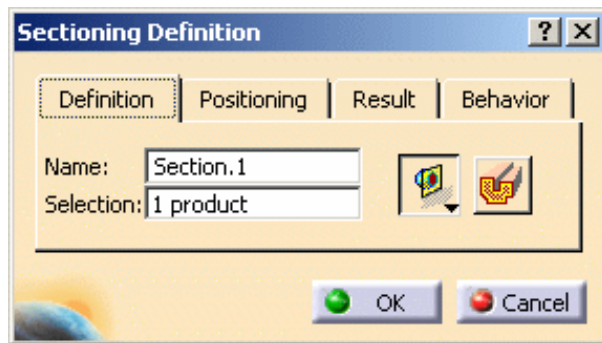 Sectioning Definition
Definition Positioning Result Behavior
Name: Section.1
Selection: 1 product
OK Cancel